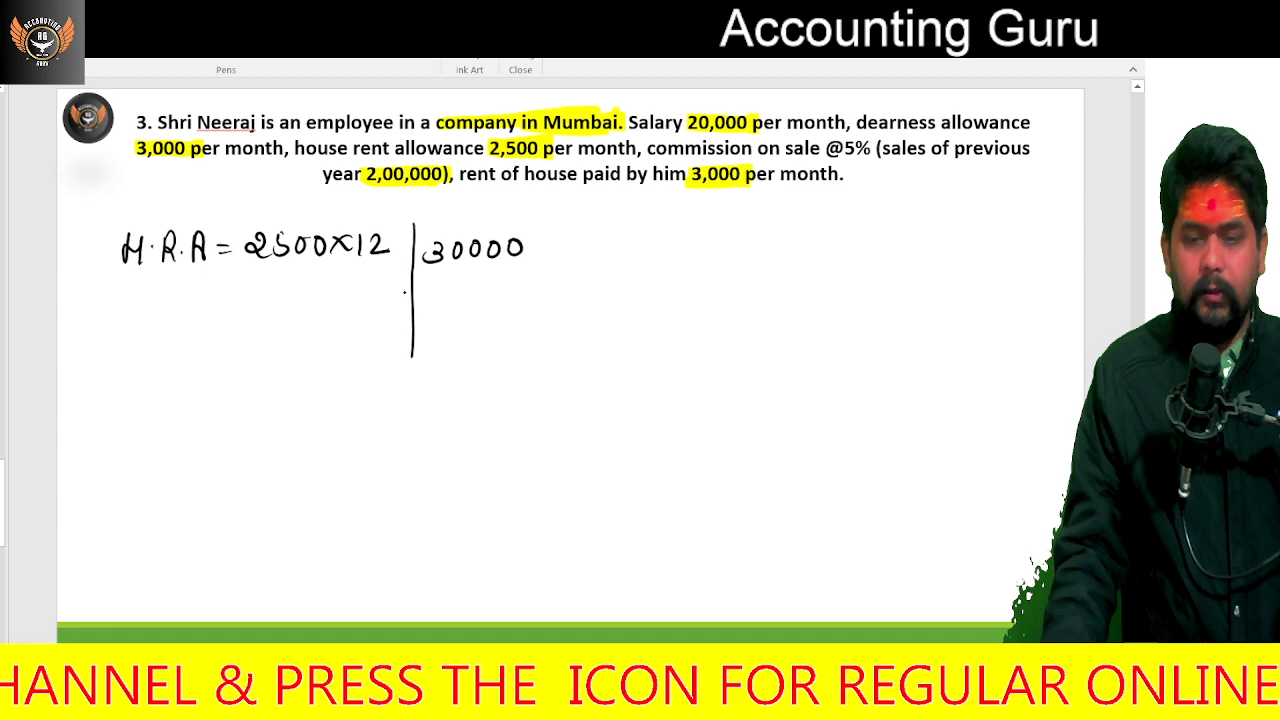 Accounting Guru
ACCOUNTING
AG
GURU
Pens
Ink Art
Close
3. Shri Neeraj is an employee in a company in Mumbai. Salary 20,000 per month, dearness allowance
3,000 per month, house rent allowance 2,500 per month, commission on sale @5% (sales of previous
year 2,00,000), rent of house paid by him 3,000 per month.
H.R.A = 2500×12 | 30000
HANNEL & PRESS THE ICON FOR REGULAR ONLINE